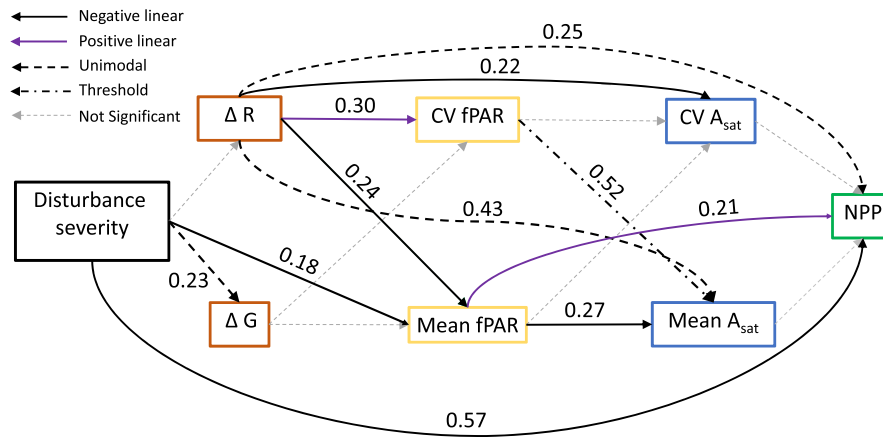 Negative linear
Positive linear
Unimodal
Threshold
Not Significant
0.25
0.22
Δ R
0.30
CV fPAR
CV Asat
0.24
0.52
Disturbance
severity
0.43
0.21
NPP
0.18
0.23
Δ G
Mean fPAR
0.27
Mean Asat
0.57